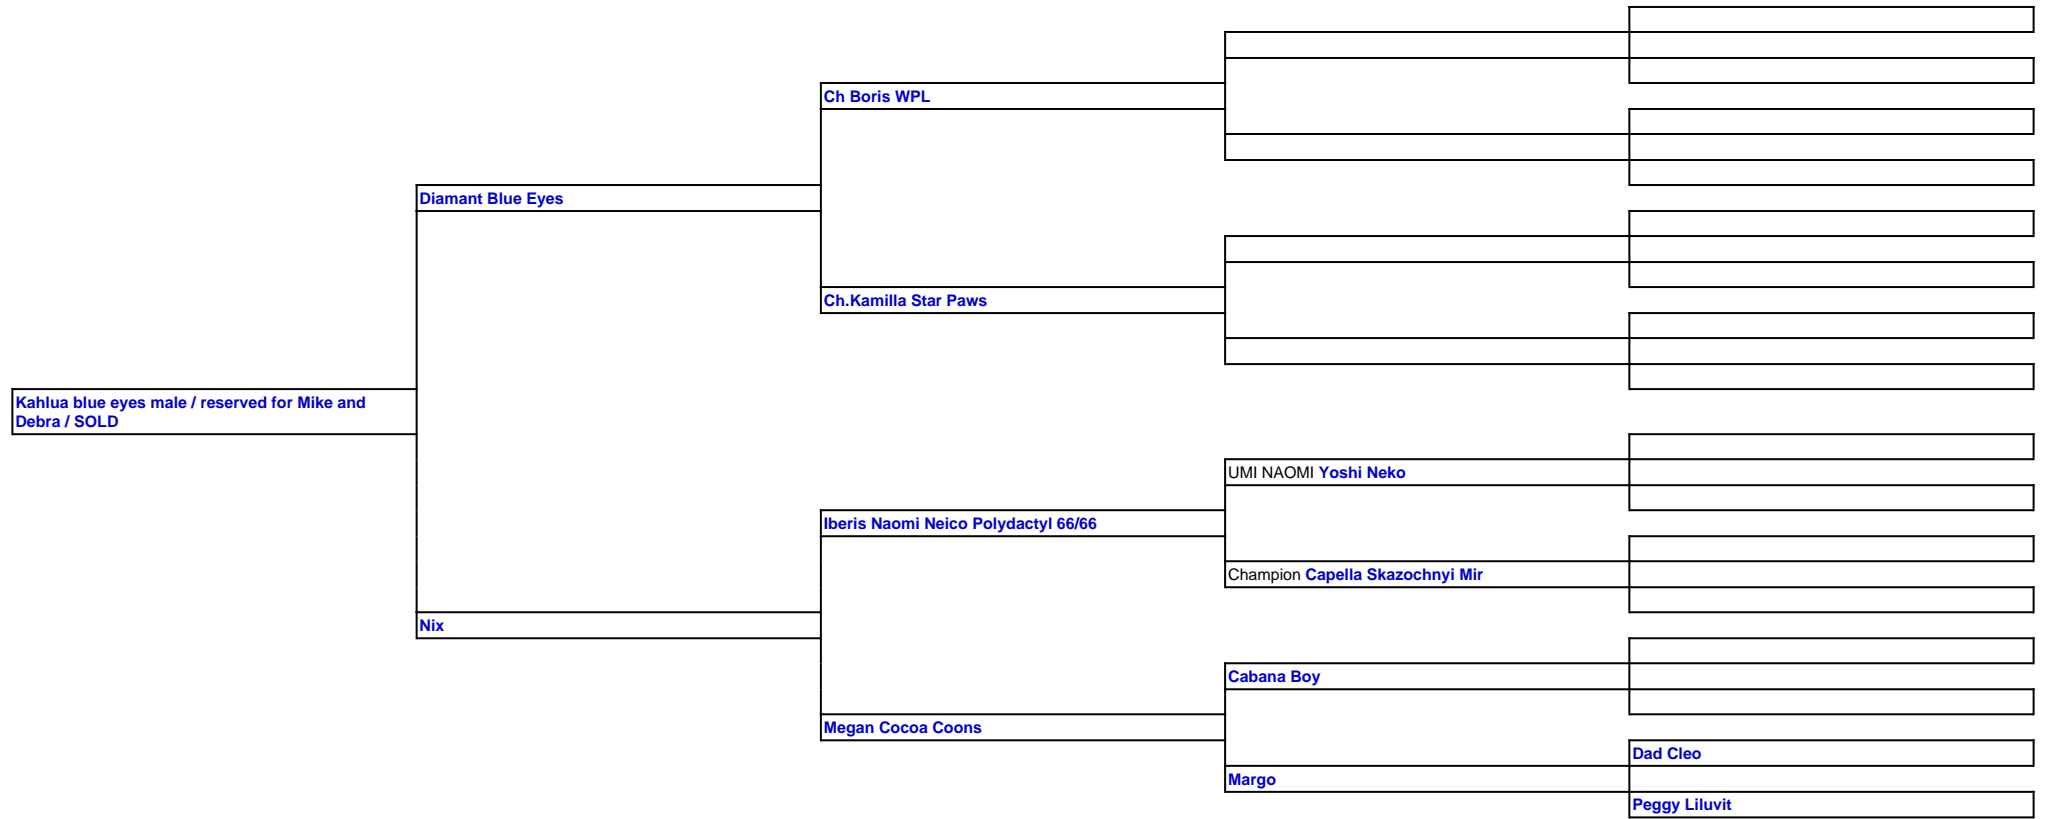 Ch Boris WPL
Diamant Blue Eyes
Ch.Kamilla Star Paws
Kahlua blue eyes male / reserved for Mike and
Debra / SOLD
UMI NAOMI Yoshi Neko
Iberis Naomi Neico Polydactyl 66/66
Champion Capella Skazochnyi Mir
Nix
Cabana Boy
Megan Cocoa Coons
Dad Cleo
Margo
Peggy Liluvit